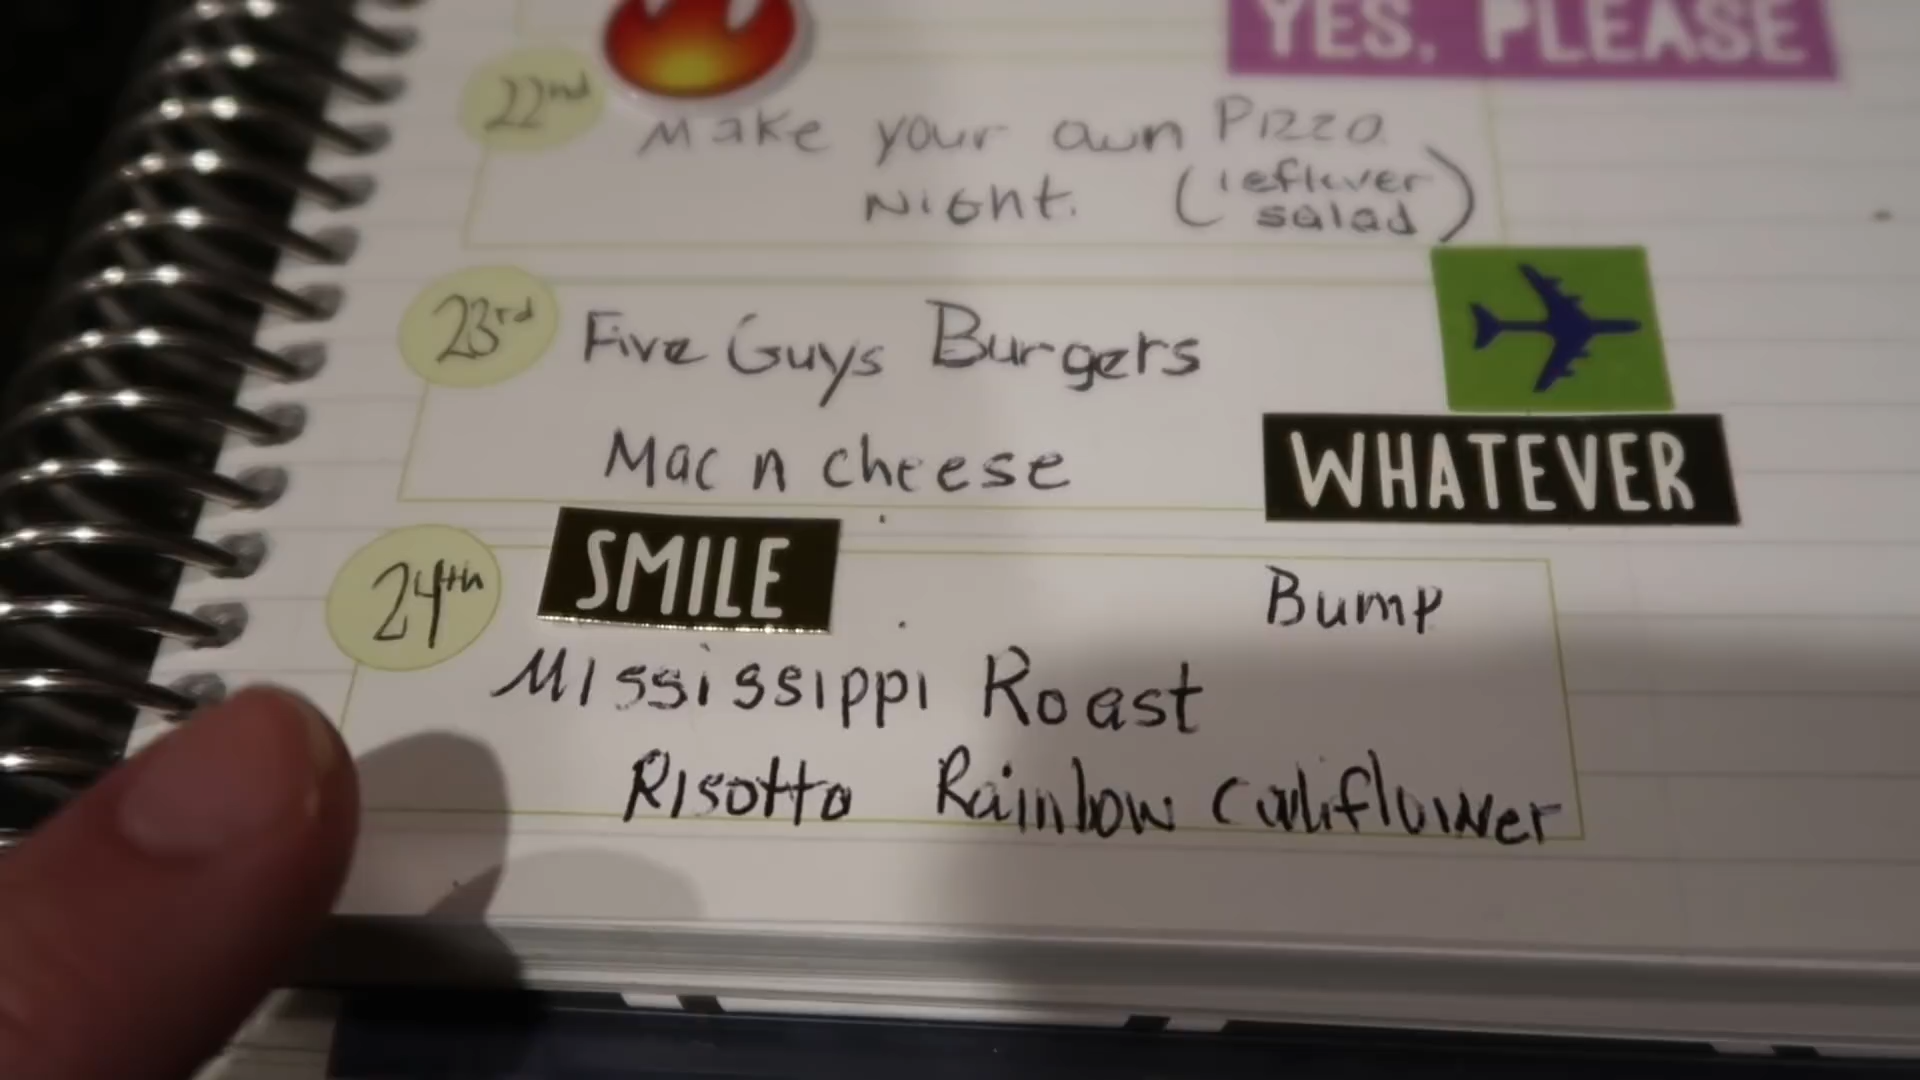 YES, PLEASE
22nd
Make your own Pizza
Night. (leftover
salad)
23rd Five Guys Burgers
Mac n cheese
WHATEVER
24th SMILE
Bump
Mississippi Roast
Risotto Rainbow Cauliflower